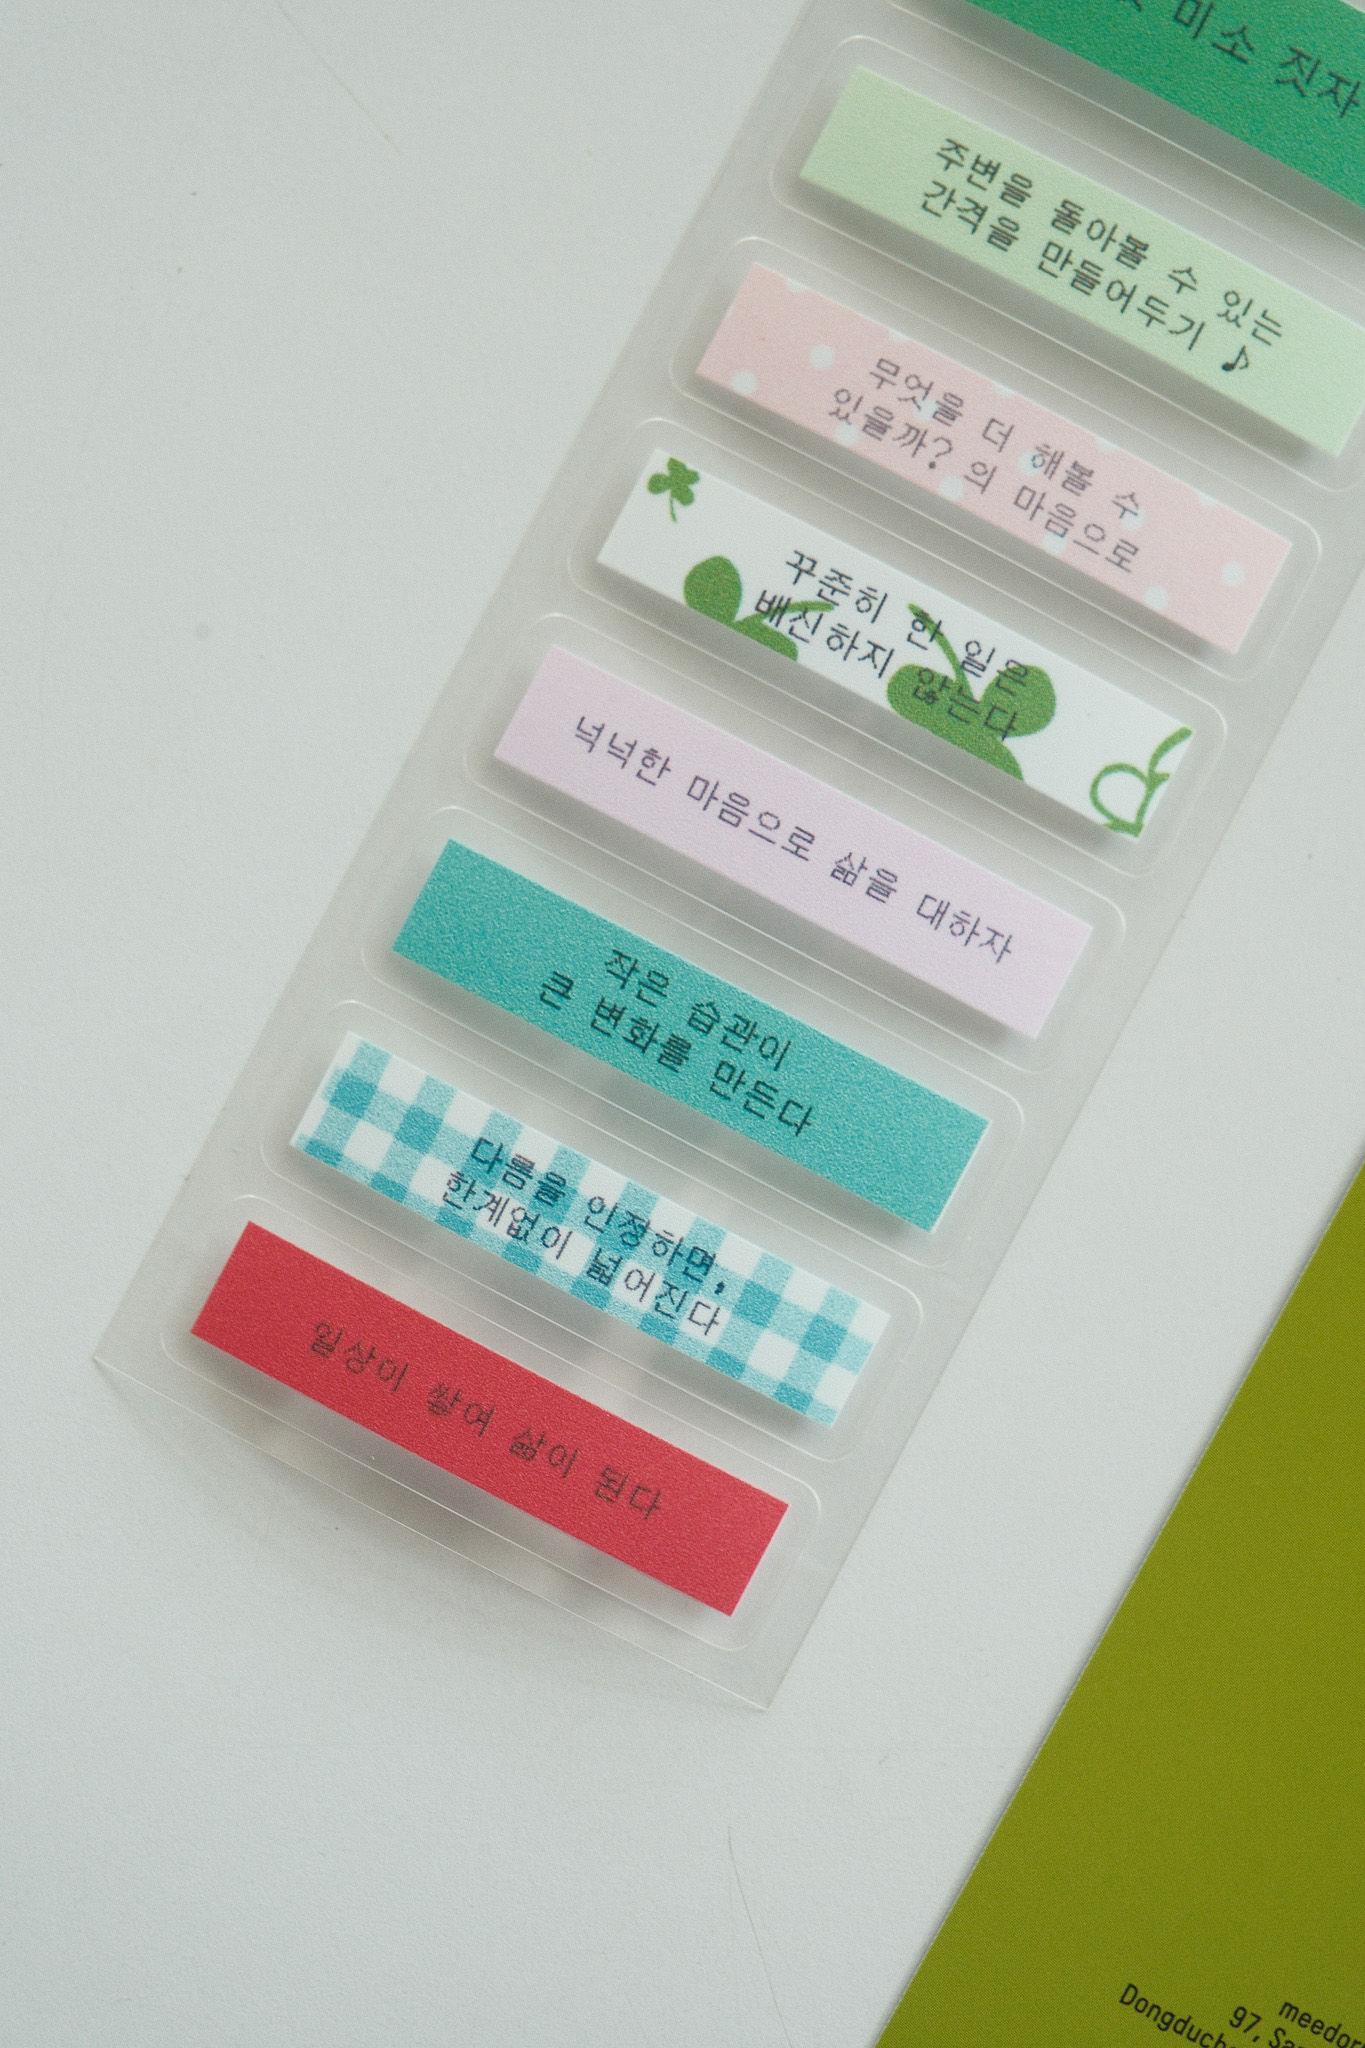 미소 짓자
주변을 돌아볼 수 있는
간격을 만들어두기 ♪
무엇을 더 해볼 수
있을까? 의 마음으로
꾸준히 한 일은
배신하지 않는다
넉넉한 마음으로 삶을 대하자
작은 습관이
큰 변화를 만든다
다름을 인정하면,
한계없이 넓어진다
일상이 쌓여 삶이 된다
97,